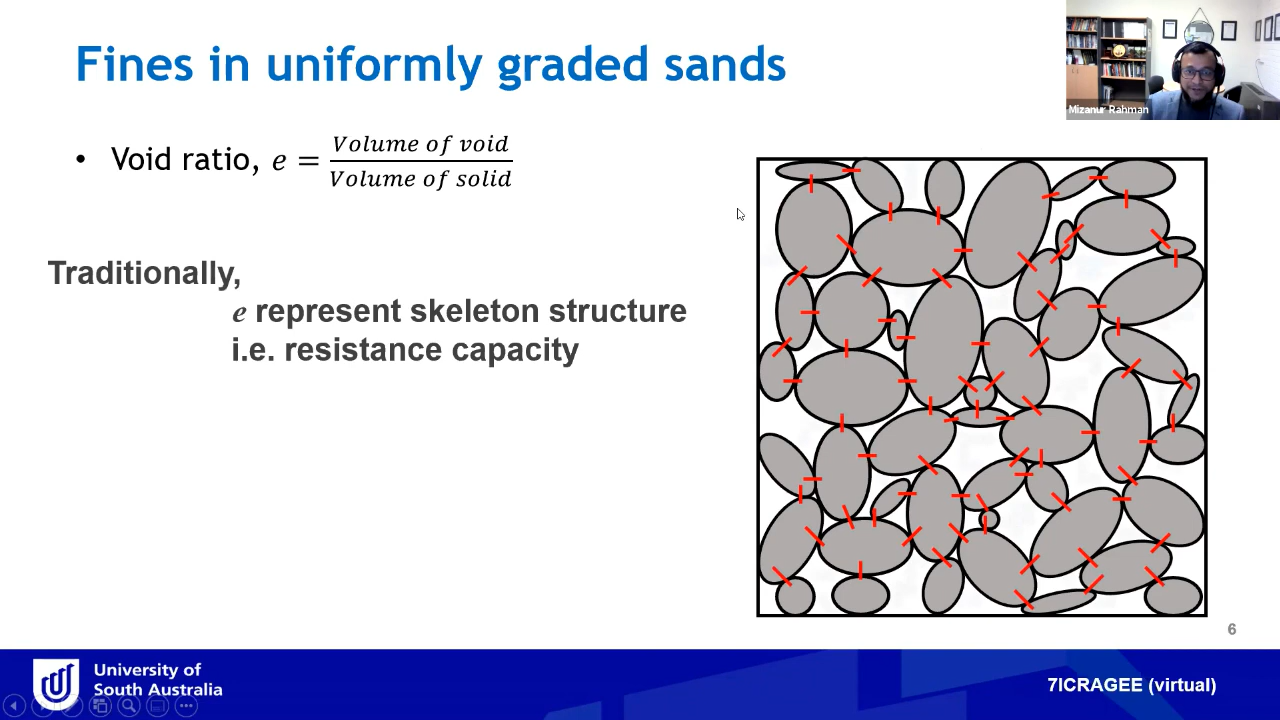 Fines in uniformly graded sands
Mizanur Rahman
• Void ratio, e = Volume of void / Volume of solid
Traditionally,
e represent skeleton structure
i.e. resistance capacity
6
University of
South Australia
7ICRAGEE (virtual)